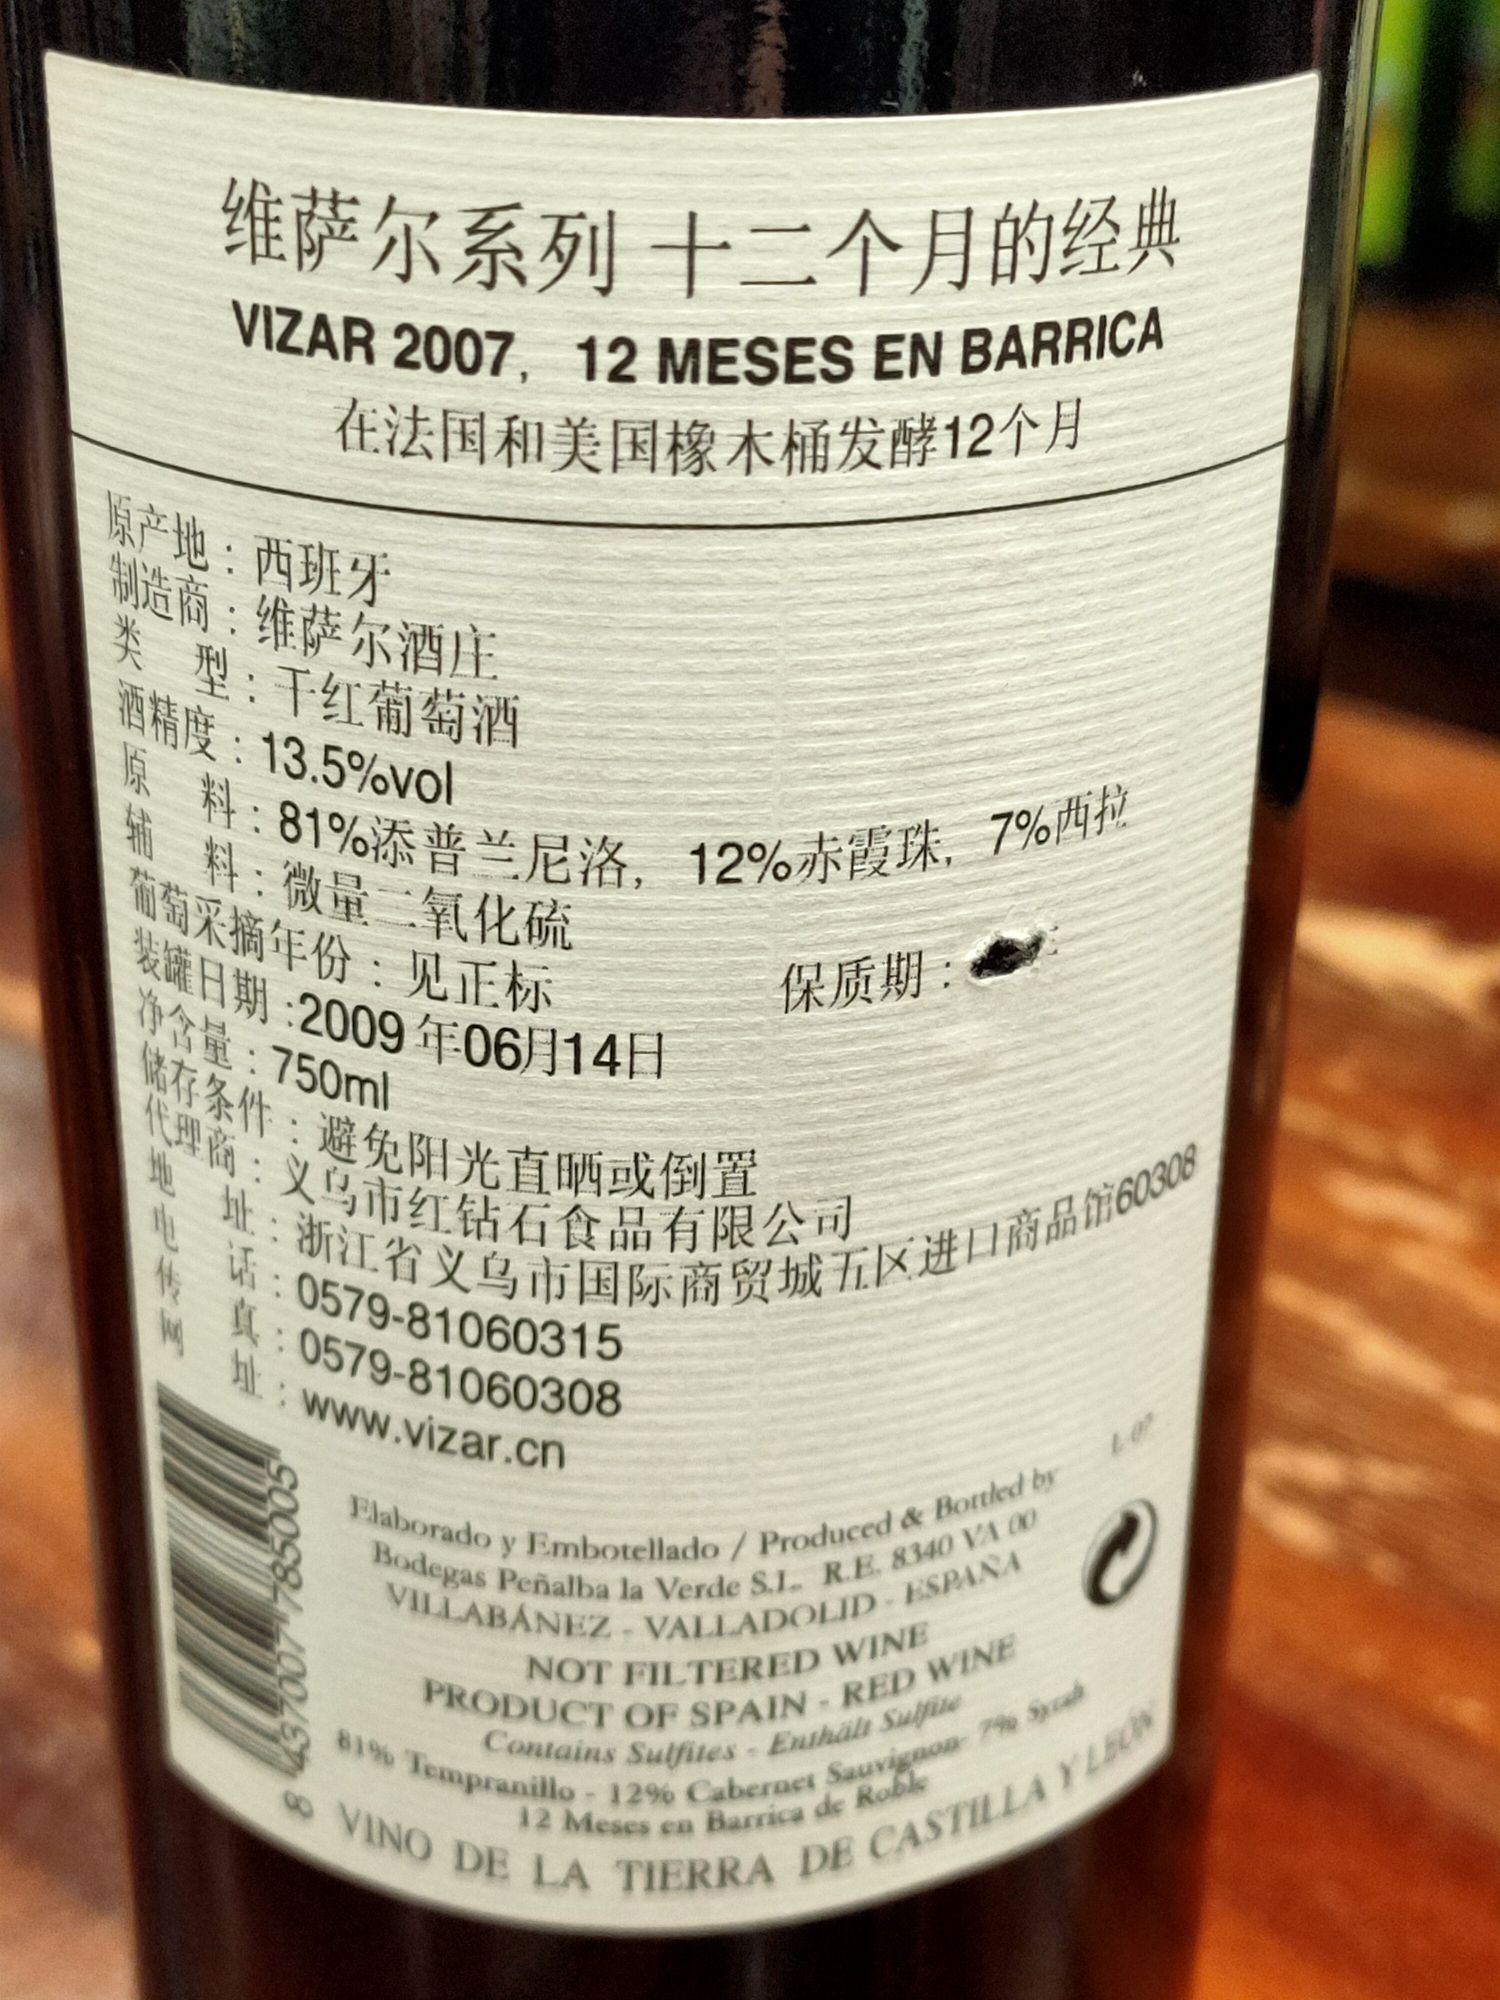 维萨尔系列 十二个月的经典
VIZAR 2007, 12 MESES EN BARRICA
在法国和美国橡木桶发酵12个月
原产地：西班牙
制造商：维萨尔酒庄
类 型：干红葡萄酒
酒精度：13.5%vol
原 料：81%添普兰尼洛, 12%赤霞珠, 7%西拉
辅 料：微量二氧化硫
葡萄采摘年份：见正标 保质期：
装罐日期:2009年06月14日
净含量：750ml
储存条件：避免阳光直晒或倒置
代理商：义乌市红钻石食品有限公司
地 址：浙江省义乌市国际商贸城五区进口商品馆60308
电 话：0579-81060315
传 真：0579-81060308
网 址：www.vizar.cn
L 07
Elaborado y Embotellado / Produced & Bottled by
Bodegas Peñalba la Verde S.L. R.E. 8340 VA 00
VILLABÁNEZ - VALLADOLID - ESPAÑA
NOT FILTERED WINE
PRODUCT OF SPAIN - RED WINE
Contains Sulfites - Enthält Sulfite
81% Tempranillo - 12% Cabernet Sauvignon- 7% Syrah
12 Meses en Barrica de Roble
VINO DE LA TIERRA DE CASTILLA Y LEÓN
8 437007 785005